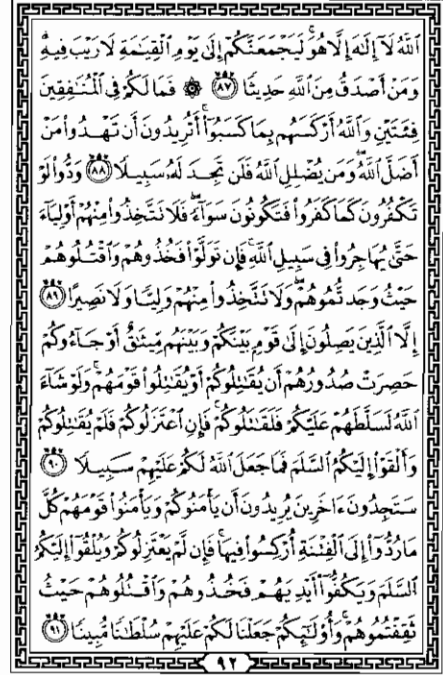 ٱللَّهُ لَآ إِلَٰهَ إِلَّا هُوَۚ لَيَجْمَعَنَّكُمْ إِلَىٰ يَوْمِ ٱلْقِيَٰمَةِ لَا رَيْبَ فِيهِۗ
وَمَنْ أَصْدَقُ مِنَ ٱللَّهِ حَدِيثًا ٨٧ ۞ فَمَا لَكُمْ فِى ٱلْمُنَٰفِقِينَ
فِئَتَيْنِ وَٱللَّهُ أَرْكَسَهُم بِمَا كَسَبُوٓا۟ۚ أَتُرِيدُونَ أَن تَهْدُوا۟ مَنْ
أَضَلَّ ٱللَّهُۖ وَمَن يُضْلِلِ ٱللَّهُ فَلَن تَجِدَ لَهُۥ سَبِيلًا ٨٨ وَدُّوا۟ لَوْ
تَكْفُرُونَ كَمَا كَفَرُوا۟ فَتَكُونُونَ سَوَآءًۖ فَلَا تَتَّخِذُوا۟ مِنْهُمْ أَوْلِيَآءَ
حَتَّىٰ يُهَاجِرُوا۟ فِى سَبِيلِ ٱللَّهِۚ فَإِن تَوَلَّوْا۟ فَخُذُوهُمْ وَٱقْتُلُوهُمْ
حَيْثُ وَجَدتُّمُوهُمْۖ وَلَا تَتَّخِذُوا۟ مِنْهُمْ وَلِيًّا وَلَا نَصِيرًا ٨٩
إِلَّا ٱلَّذِينَ يَصِلُونَ إِلَىٰ قَوْمٍۭ بَيْنَكُمْ وَبَيْنَهُم مِّيثَٰقٌ أَوْ جَآءُوكُمْ
حَصِرَتْ صُدُورُهُمْ أَن يُقَٰتِلُوكُمْ أَوْ يُقَٰتِلُوا۟ قَوْمَهُمْۚ وَلَوْ شَآءَ
ٱللَّهُ لَسَلَّطَهُمْ عَلَيْكُمْ فَلَقَٰتَلُوكُمْۚ فَإِنِ ٱعْتَزَلُوكُمْ فَلَمْ يُقَٰتِلُوكُمْ
وَأَلْقَوْا۟ إِلَيْكُمُ ٱلسَّلَمَ فَمَا جَعَلَ ٱللَّهُ لَكُمْ عَلَيْهِمْ سَبِيلًا ٩٠
سَتَجِدُونَ ءَاخَرِينَ يُرِيدُونَ أَن يَأْمَنُوكُمْ وَيَأْمَنُوا۟ قَوْمَهُمْ كُلَّ
مَا رُدُّوٓا۟ إِلَى ٱلْفِتْنَةِ أُرْكِسُوا۟ فِيهَاۚ فَإِن لَّمْ يَعْتَزِلُوكُمْ وَيُلْقُوٓا۟ إِلَيْكُمُ
ٱلسَّلَمَ وَيَكُفُّوٓا۟ أَيْدِيَهُمْ فَخُذُوهُمْ وَٱقْتُلُوهُمْ حَيْثُ
ثَقِفْتُمُوهُمْۚ وَأُو۟لَٰٓئِكُمْ جَعَلْنَا لَكُمْ عَلَيْهِمْ سُلْطَٰنًا مُّبِينًا ٩١
٩٢